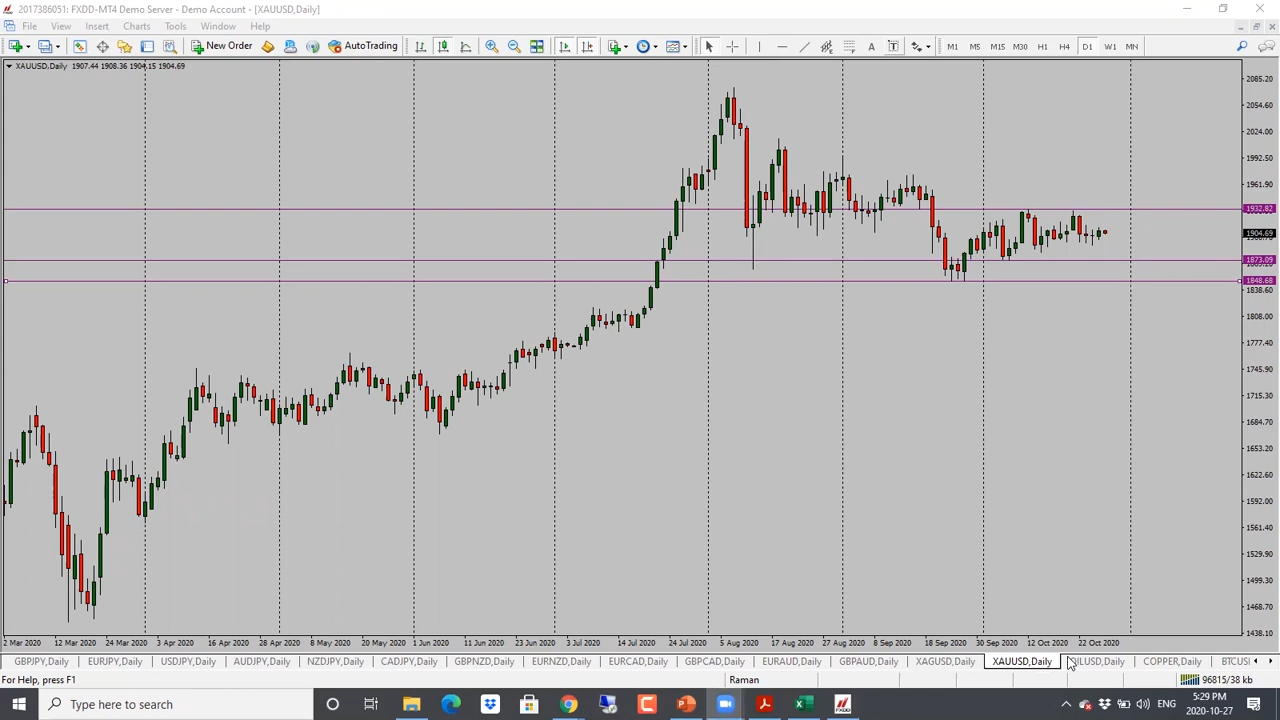 2017386051: FXDD-MT4 Demo Server - Demo Account - [XAUUSD,Daily]
File View Insert Charts Tools Window Help
New Order AutoTrading A T M1 M5 M15 M30 H1 H4 D1 W1 MN
XAUUSD,Daily 1907.44 1908.36 1904.15 1904.69
2085.20
2054.60
2024.00
1992.50
1961.90
1932.82
1904.69
1873.09
1848.68
1838.60
1808.00
1777.40
1745.90
1715.30
1684.70
1653.20
1622.60
1592.00
1561.40
1529.90
1499.30
1468.70
1438.10
2 Mar 2020 12 Mar 2020 24 Mar 2020 3 Apr 2020 16 Apr 2020 28 Apr 2020 8 May 2020 20 May 2020 1 Jun 2020 11 Jun 2020 23 Jun 2020 3 Jul 2020 14 Jul 2020 24 Jul 2020 5 Aug 2020 17 Aug 2020 27 Aug 2020 8 Sep 2020 18 Sep 2020 30 Sep 2020 12 Oct 2020 22 Oct 2020
GBPJPY,Daily EURJPY,Daily USDJPY,Daily AUDJPY,Daily NZDJPY,Daily CADJPY,Daily GBPNZD,Daily EURNZD,Daily EURCAD,Daily GBPCAD,Daily EURAUD,Daily GBPAUD,Daily XAGUSD,Daily XAUUSD,Daily LUSD,Daily COPPER,Daily BTCUS
For Help, press F1 Raman 96815/38 kb
Type here to search ENG 5:29 PM
2020-10-27
FXDD